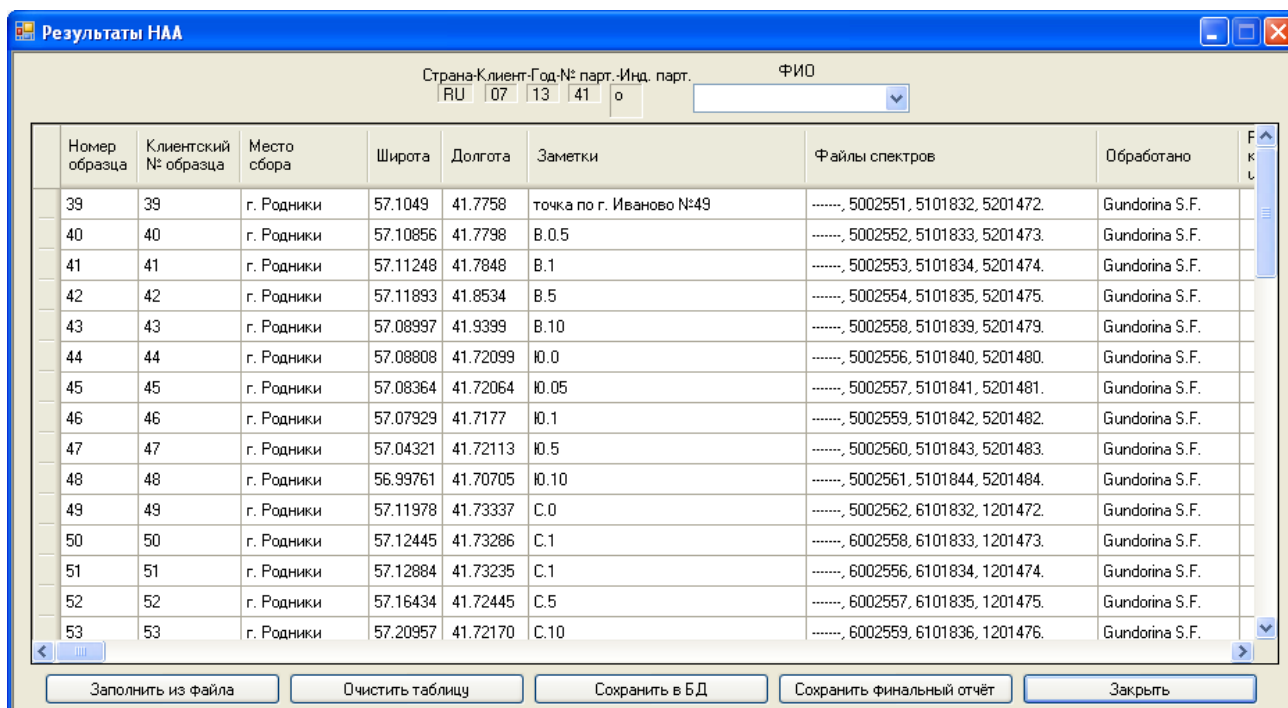 Результаты НАА
Страна-Клиент-Год-№ парт.-Инд. парт. ФИО
RU 07 13 41 о
Номер образца Клиентский № образца Место сбора Широта Долгота Заметки Файлы спектров Обработано
39 39 г. Родники 57.1049 41.7758 точка по г. Иваново №49 -------, 5002551, 5101832, 5201472. Gundorina S.F.
40 40 г. Родники 57.10856 41.7798 В.0.5 -------, 5002552, 5101833, 5201473. Gundorina S.F.
41 41 г. Родники 57.11248 41.7848 В.1 -------, 5002553, 5101834, 5201474. Gundorina S.F.
42 42 г. Родники 57.11893 41.8534 В.5 -------, 5002554, 5101835, 5201475. Gundorina S.F.
43 43 г. Родники 57.08997 41.9399 В.10 -------, 5002558, 5101839, 5201479. Gundorina S.F.
44 44 г. Родники 57.08808 41.72099 Ю.0 -------, 5002556, 5101840, 5201480. Gundorina S.F.
45 45 г. Родники 57.08364 41.72064 Ю.05 -------, 5002557, 5101841, 5201481. Gundorina S.F.
46 46 г. Родники 57.07929 41.7177 Ю.1 -------, 5002559, 5101842, 5201482. Gundorina S.F.
47 47 г. Родники 57.04321 41.72113 Ю.5 -------, 5002560, 5101843, 5201483. Gundorina S.F.
48 48 г. Родники 56.99761 41.70705 Ю.10 -------, 5002561, 5101844, 5201484. Gundorina S.F.
49 49 г. Родники 57.11978 41.73337 С.0 -------, 5002562, 6101832, 1201472. Gundorina S.F.
50 50 г. Родники 57.12445 41.73286 С.1 -------, 6002558, 6101833, 1201473. Gundorina S.F.
51 51 г. Родники 57.12884 41.73235 С.1 -------, 6002556, 6101834, 1201474. Gundorina S.F.
52 52 г. Родники 57.16434 41.72445 С.5 -------, 6002557, 6101835, 1201475. Gundorina S.F.
53 53 г. Родники 57.20957 41.72170 С.10 -------, 6002559, 6101836, 1201476. Gundorina S.F.
Заполнить из файла Очистить таблицу Сохранить в БД Сохранить финальный отчёт Закрыть